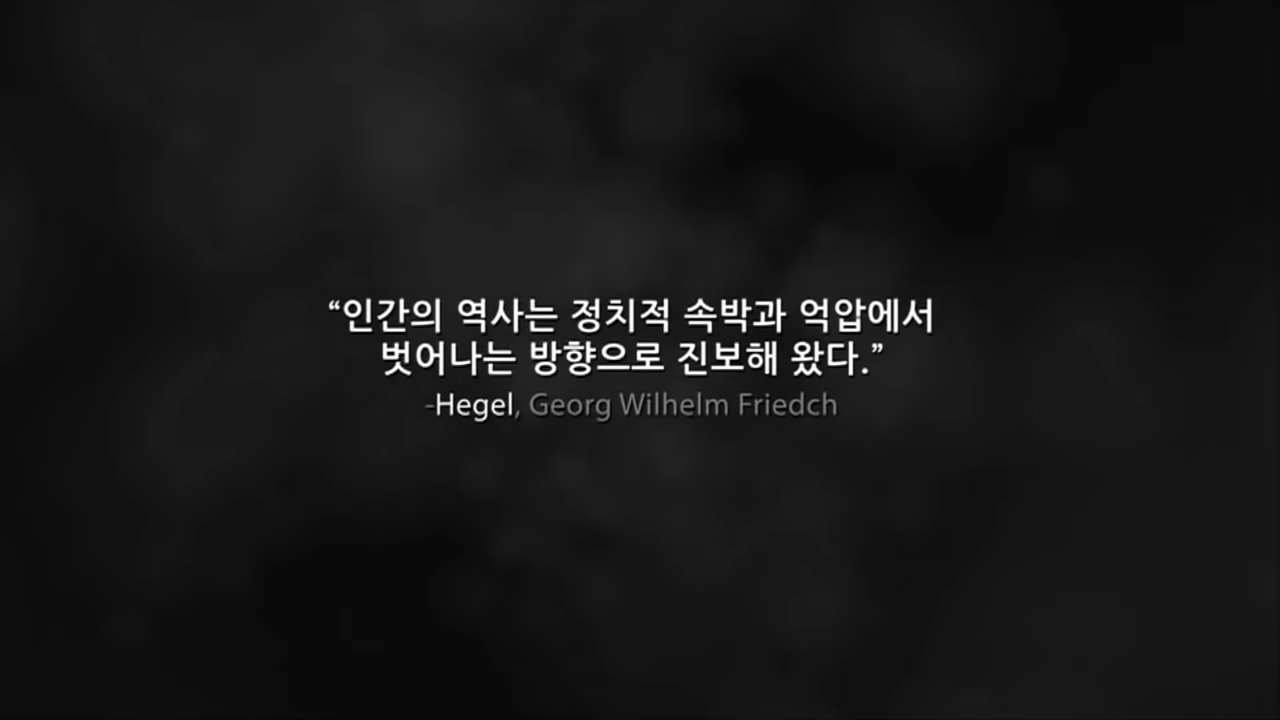 “인간의 역사는 정치적 속박과 억압에서
벗어나는 방향으로 진보해 왔다.”
-Hegel, Georg Wilhelm Friedch